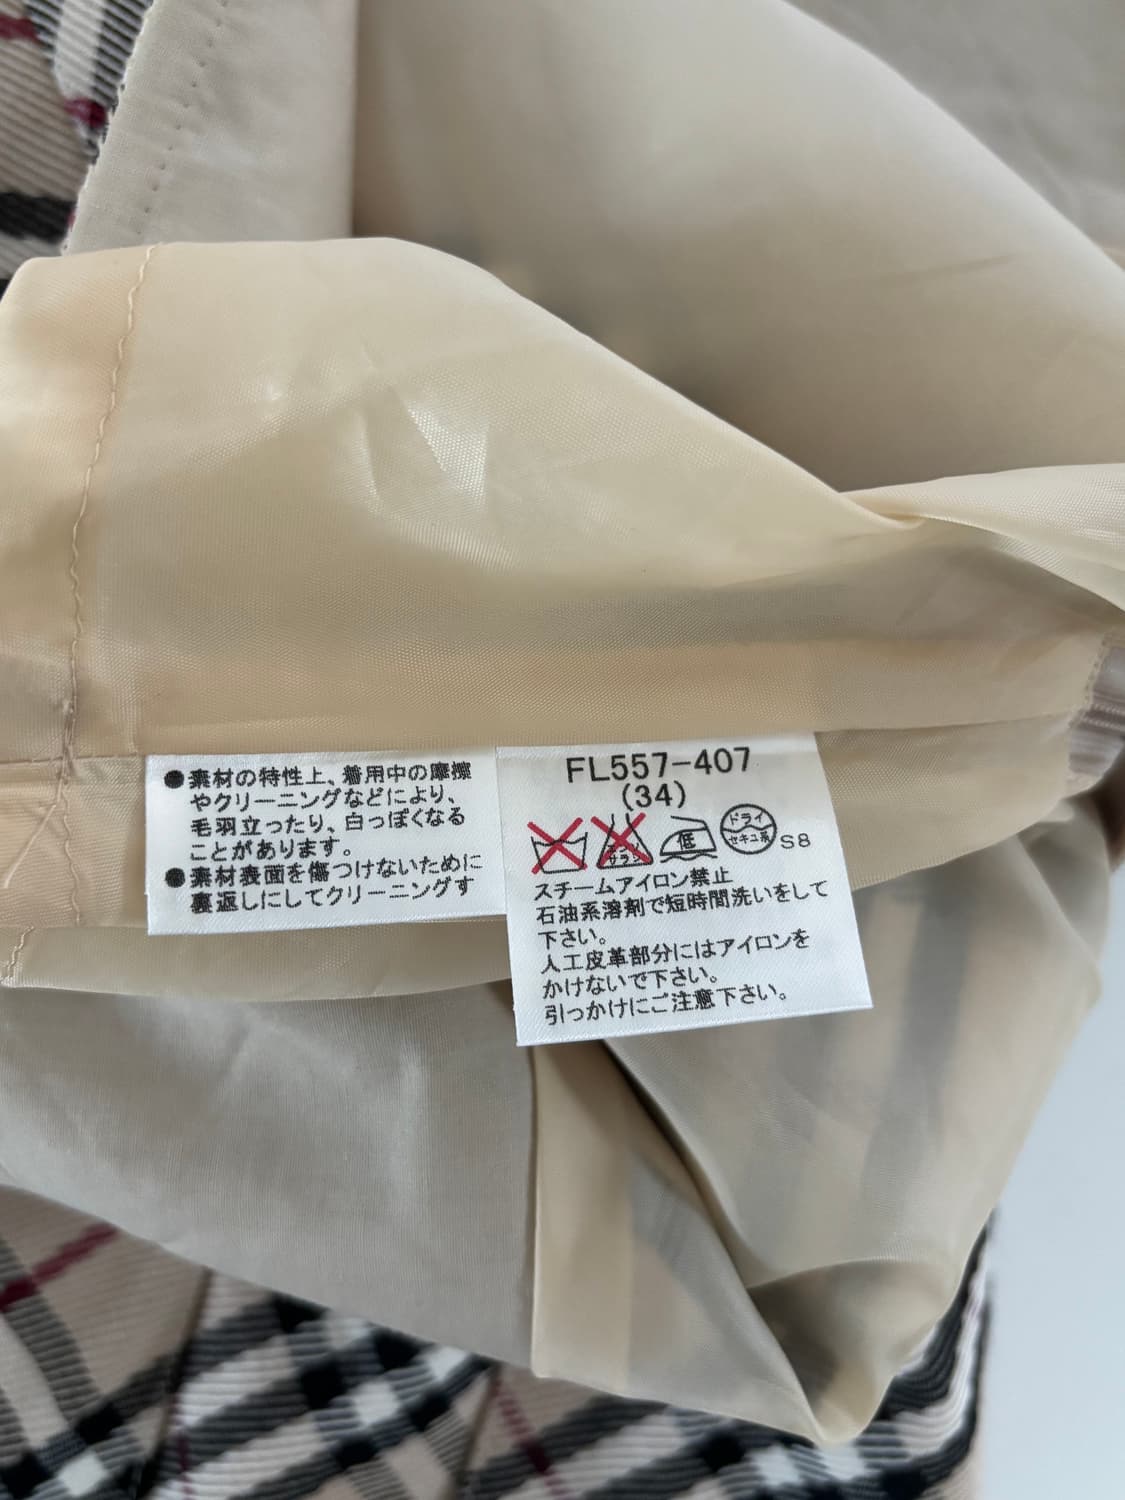 ●素材の特性上、着用中の摩擦
やクリーニングなどにより、
毛羽立ったり、白っぽくなる
ことがあります。
●素材表面を傷つけないために
裏返しにしてクリーニングす
FL557-407
(34)
エンソ
サラシ
低
ドライ
セキユ系
S8
スチームアイロン禁止
石油系溶剤で短時間洗いをして
下さい。
人工皮革部分にはアイロンを
かけないで下さい。
引っかけにご注意下さい。